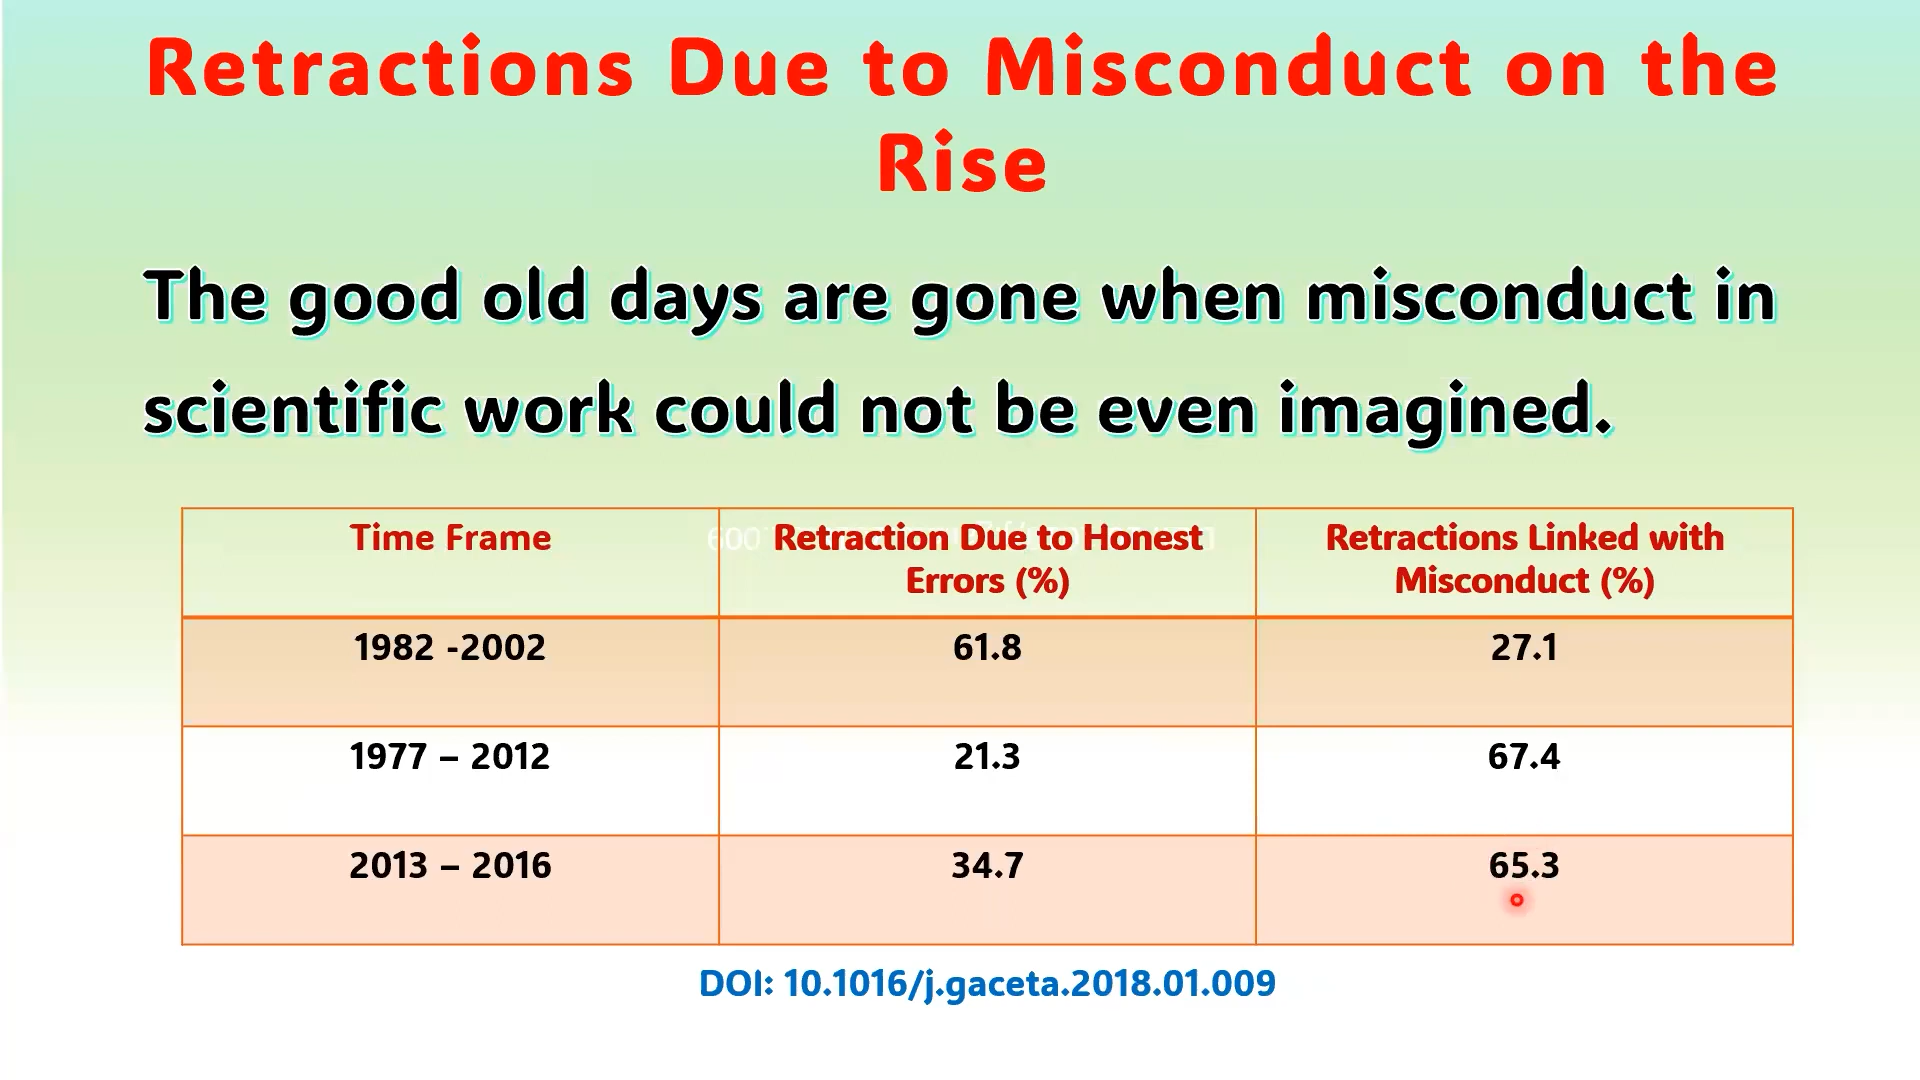 Retractions Due to Misconduct on the
Rise
The good old days are gone when misconduct in
scientific work could not be even imagined.
Time Frame
Retraction Due to Honest
Errors (%)
Retractions Linked with
Misconduct (%)
1982 -2002
61.8
27.1
1977 – 2012
21.3
67.4
2013 – 2016
34.7
65.3
DOI: 10.1016/j.gaceta.2018.01.009